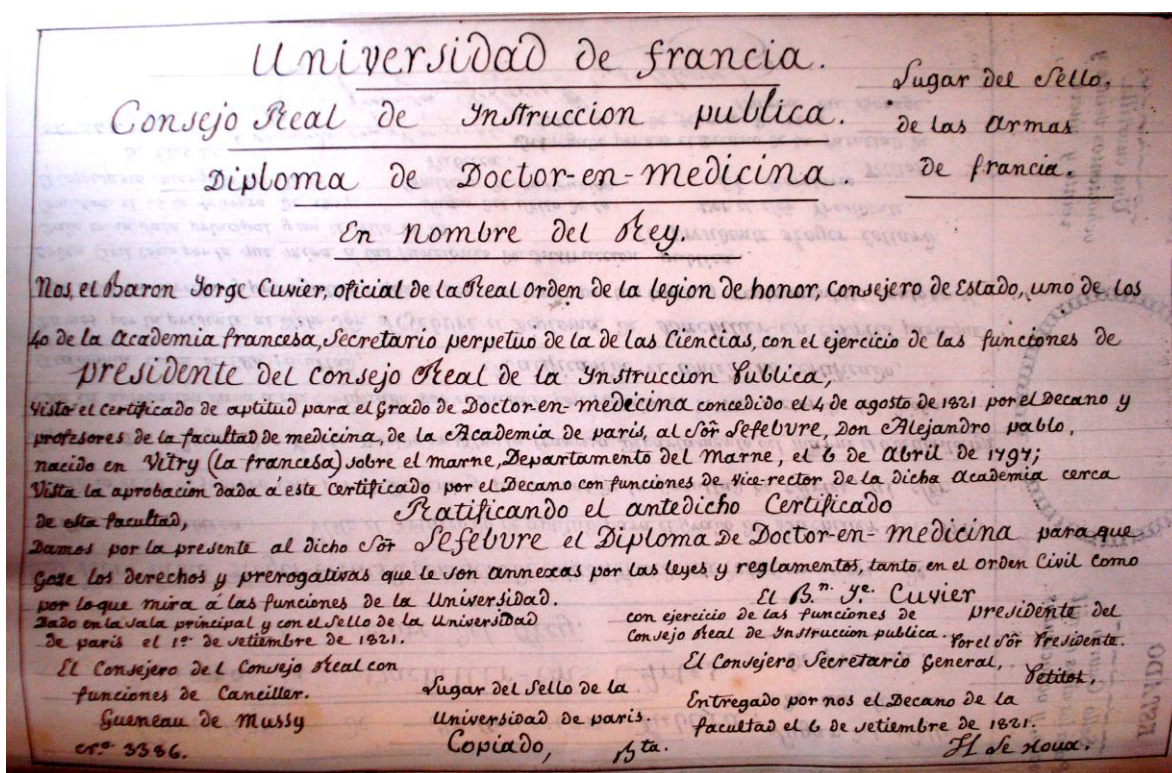 Universidad de francia.
Lugar del Sello.
Consejo Real de Instruccion publica.
de las armas
Diploma de Doctor-en-medicina.
de francia.
En nombre del Rey.
Nos, el Baron Jorge Cuvier, oficial de la Real orden de la legion de honor, Consejero de Estado, uno de los
40 de la Academia francesa, Secretario perpetuo de la de las Ciencias, con el ejercicio de las funciones de
presidente del consejo Real de la Instruccion Publica,
Visto el certificado de aptitud para el grado de Doctor-en-medicina concedido el 4 de agosto de 1821 por el Decano y
profesores de la facultad de medicina, de la Academia de paris, al Sôr Lefebvre, Don Alejandro pablo,
nacido en Vitry (la francesa) sobre el marne, Departamento del Marne, el 6 de Abril de 1797;
Vista la aprobacion dada á este Certificado por el Decano con funciones de vice-rector de la dicha Academia cerca
de esta facultad,
Ratificando el antedicho Certificado
Damos por la presente al dicho Sôr Lefebvre el Diploma De Doctor-en-medicina para que
Goze los derechos y prerogativas que le son annexas por las leyes y reglamentos, tanto en el orden Civil como
por lo que mira á las funciones de la Universidad.
El B.n J.e Cuvier
Dado en la sala principal y con el Sello de la Universidad
de paris el 1º de setiembre de 1821.
con ejercicio de las funciones de presidente del
Consejo Real de Instruccion publica. Por el Sôr Presidente.
El Consejero del Consejo Real con
funciones de Canciller.
Gueneau de Mussy
nº 3386.
Lugar del Sello de la
Universidad de paris.
Copiado, Bta.
El Consejero Secretario General,
Petitot,
Entregado por nos el Decano de la
facultad el 6 de setiembre de 1821.